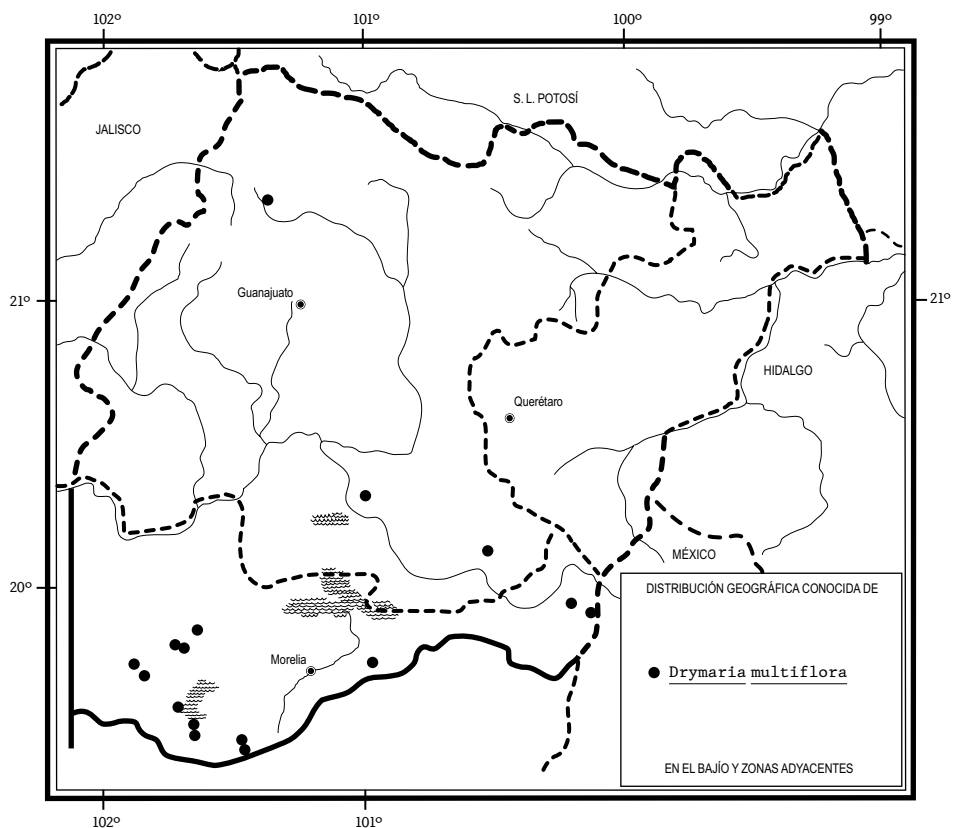 102º 101º 100º 99º
S. L. POTOSÍ
JALISCO
Guanajuato
21º 21º
HIDALGO
Querétaro
MÉXICO
20º
DISTRIBUCIÓN GEOGRÁFICA CONOCIDA DE
Morelia
Drymaria multiflora
EN EL BAJÍO Y ZONAS ADYACENTES
102º 101º